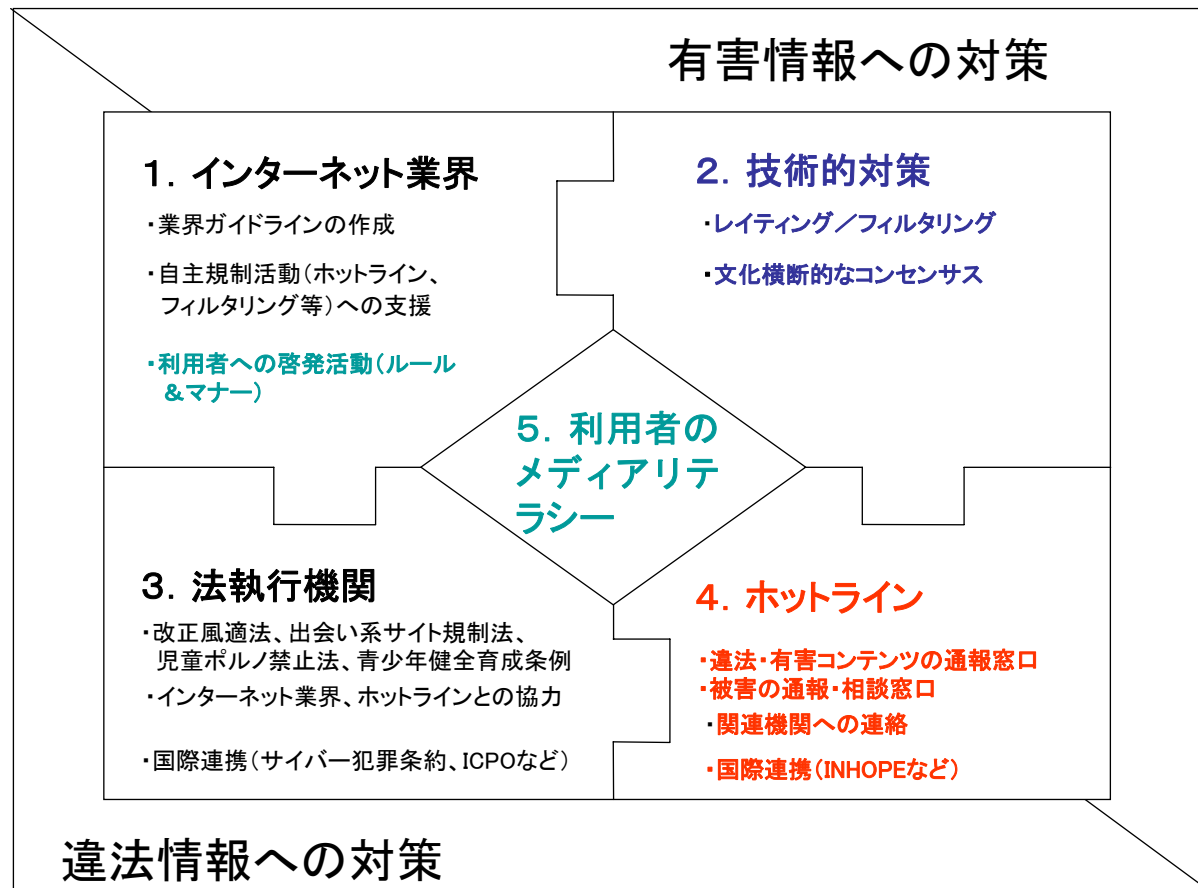 有害情報への対策
1．インターネット業界
・業界ガイドラインの作成
・自主規制活動（ホットライン、
フィルタリング等）への支援
・利用者への啓発活動（ルール
＆マナー）
2．技術的対策
・レイティング／フィルタリング
・文化横断的なコンセンサス
5．利用者の
メディアリテ
ラシー
3．法執行機関
・改正風適法、出会い系サイト規制法、
児童ポルノ禁止法、青少年健全育成条例
・インターネット業界、ホットラインとの協力
・国際連携（サイバー犯罪条約、ICPOなど）
4．ホットライン
・違法・有害コンテンツの通報窓口
・被害の通報・相談窓口
・関連機関への連絡
・国際連携（INHOPEなど）
違法情報への対策